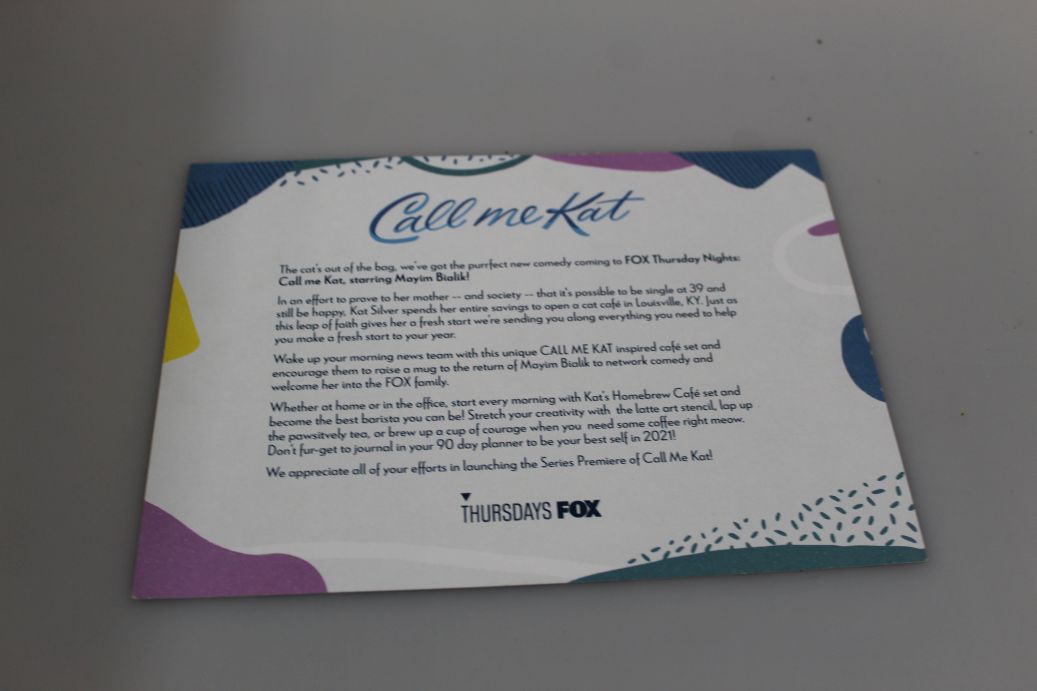 Call me Kat
The cat's out of the bag, we've got the purrfect new comedy coming to FOX Thursday Nights:
Call me Kat, starring Mayim Bialik!
In an effort to prove to her mother -- and society -- that it's possible to be single at 39 and
still be happy, Kat Silver spends her entire savings to open a cat café in Louisville, KY. Just as
this leap of faith gives her a fresh start we're sending you along everything you need to help
you make a fresh start to your year.
Wake up your morning news team with this unique CALL ME KAT inspired café set and
encourage them to raise a mug to the return of Mayim Bialik to network comedy and
welcome her into the FOX family.
Whether at home or in the office, start every morning with Kat's Homebrew Café set and
become the best barista you can be! Stretch your creativity with the latte art stencil, lap up
the pawsitvely tea, or brew up a cup of courage when you need some coffee right meow.
Don't fur-get to journal in your 90 day planner to be your best self in 2021!
We appreciate all of your efforts in launching the Series Premiere of Call Me Kat!
THURSDAYS FOX